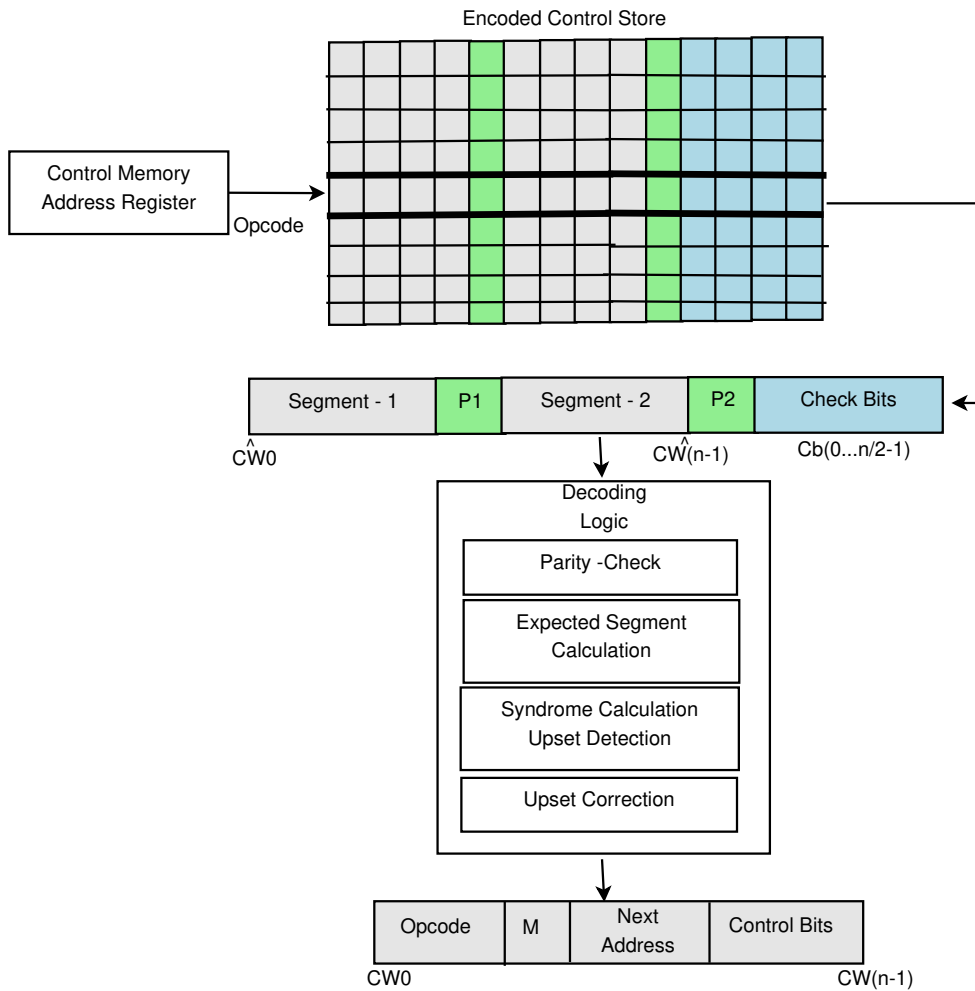 Encoded Control Store
Control Memory
Address Register
Opcode
Segment - 1
P1
Segment - 2
P2
Check Bits
^
CW0
^
CW(n-1)
Cb(0...n/2-1)
Decoding
Logic
Parity -Check
Expected Segment
Calculation
Syndrome Calculation
Upset Detection
Upset Correction
Opcode
M
Next
Address
Control Bits
CW0
CW(n-1)